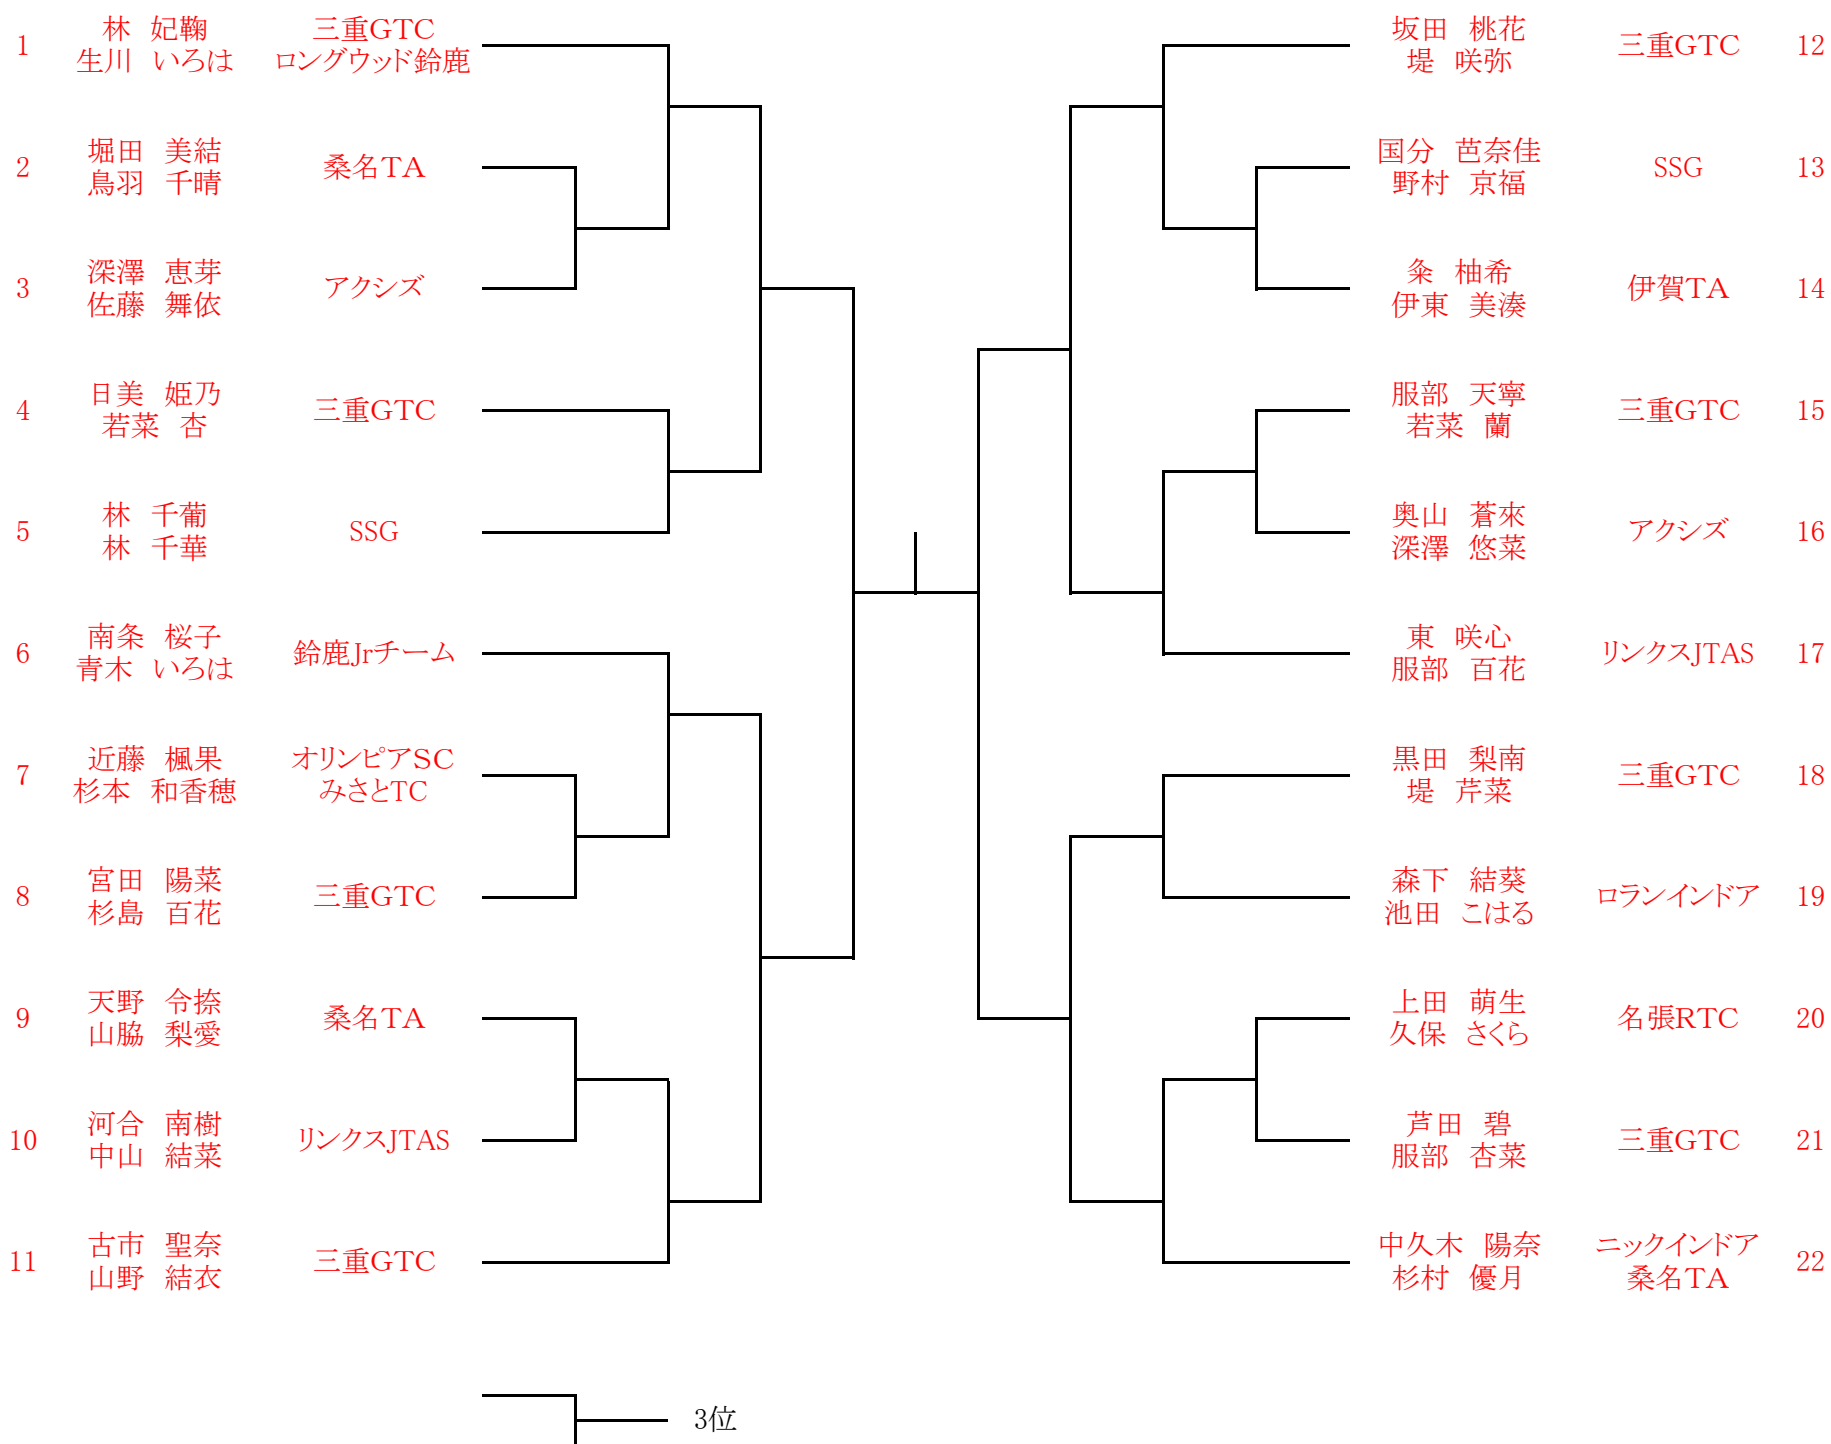 1 林 妃鞠 三重GTC
生川 いろは ロングウッド鈴鹿
2 堀田 美結 桑名TA
鳥羽 千晴
3 深澤 恵芽 アクシズ
佐藤 舞依
4 日美 姫乃 三重GTC
若菜 杏
5 林 千葡 SSG
林 千華
6 南条 桜子 鈴鹿Jrチーム
青木 いろは
7 近藤 楓果 オリンピアSC
杉本 和香穂 みさとTC
8 宮田 陽菜 三重GTC
杉島 百花
9 天野 令捺 桑名TA
山脇 梨愛
10 河合 南樹 リンクスJTAS
中山 結菜
11 古市 聖奈 三重GTC
山野 結衣
坂田 桃花 三重GTC 12
堤 咲弥
国分 芭奈佳 SSG 13
野村 京福
粂 柚希 伊賀TA 14
伊東 美湊
服部 天寧 三重GTC 15
若菜 蘭
奥山 蒼來 アクシズ 16
深澤 悠菜
東 咲心 リンクスJTAS 17
服部 百花
黒田 梨南 三重GTC 18
堤 芹菜
森下 結葵 ロランインドア 19
池田 こはる
上田 萌生 名張RTC 20
久保 さくら
芦田 碧 三重GTC 21
服部 杏菜
中久木 陽奈 ニックインドア 22
杉村 優月 桑名TA
3位